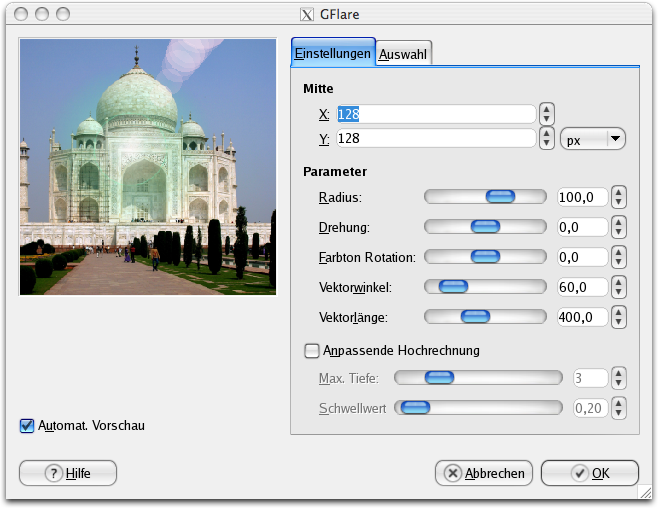 GFlare
Einstellungen Auswahl
Mitte
X: 128
Y: 128 px
Parameter
Radius: 100,0
Drehung: 0,0
Farbton Rotation: 0,0
Vektorwinkel: 60,0
Vektorlänge: 400,0
Anpassende Hochrechnung
Max. Tiefe: 3
Schwellwert 0,20
Automat. Vorschau
? Hilfe Abbrechen OK